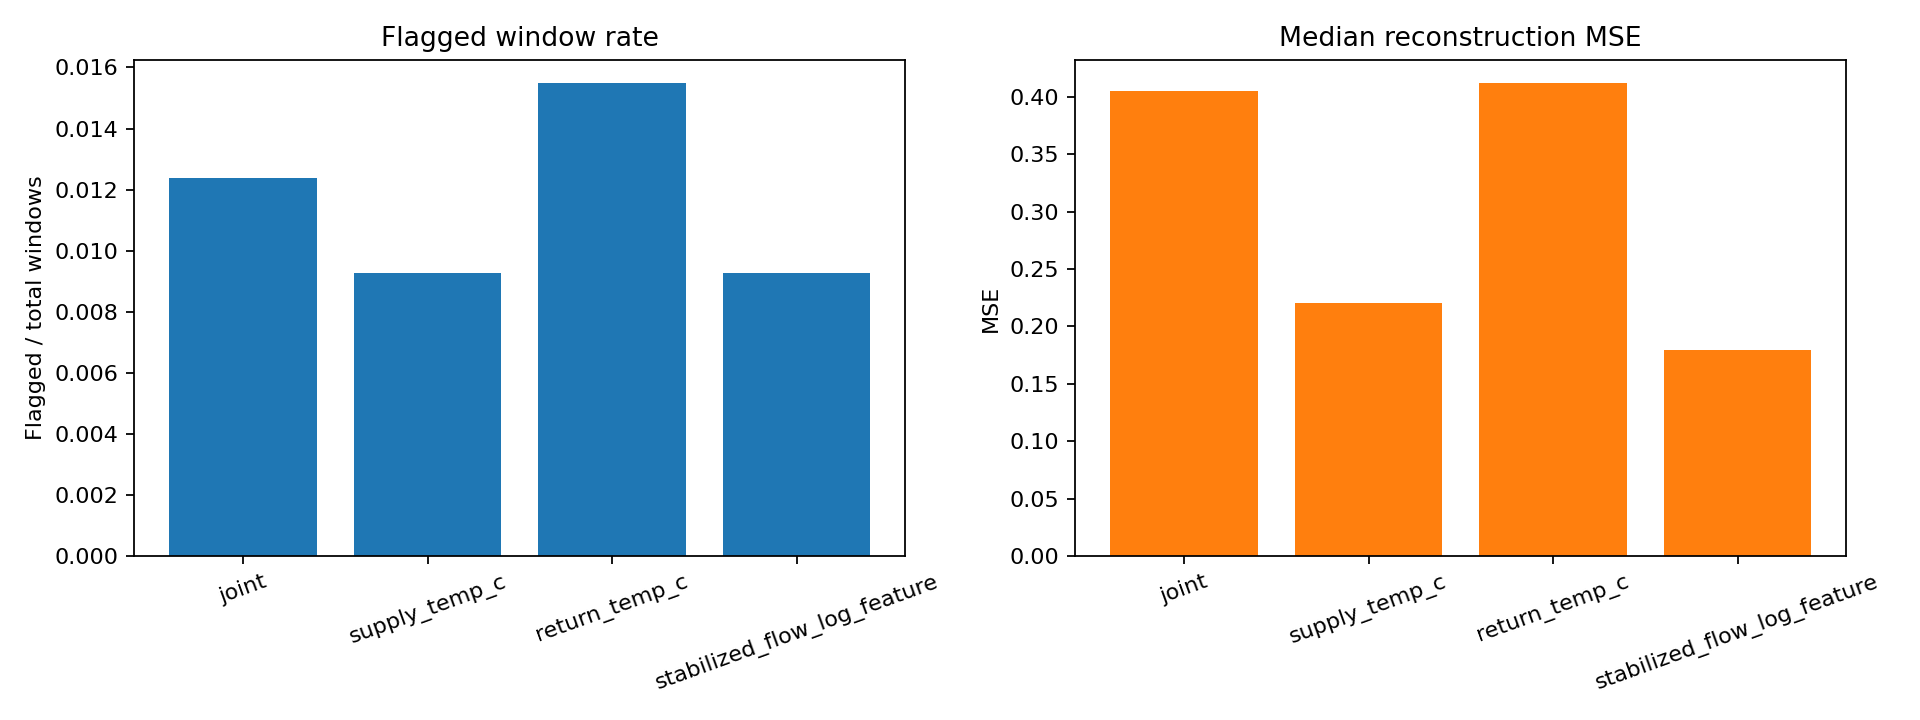 Flagged window rate
Flagged / total windows
0.016
0.014
0.012
0.010
0.008
0.006
0.004
0.002
0.000
joint
supply_temp_c
return_temp_c
stabilized_flow_log_feature
Median reconstruction MSE
MSE
0.40
0.35
0.30
0.25
0.20
0.15
0.10
0.05
0.00
joint
supply_temp_c
return_temp_c
stabilized_flow_log_feature